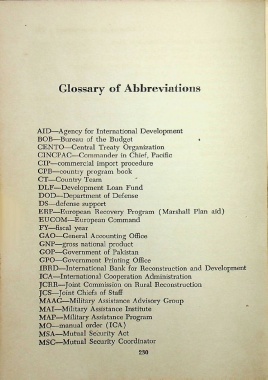 Glossary of Abbreviations
AID—Agency for International Development
BOB—Bureau of the Budget
CENTO—Central Treaty Organization
CINCPAC—Commander in Chief, Pacific
CIP—commercial import procedure
CPB—country program book
CT—Country Team
DLF—Development Loan Fund
DOD—Department of Defense
DS—defense support
ERP—European Recovery Program (Marshall Plan aid)
EUCOM—European Command
FY—fiscal year
GAO—General Accounting Office
GNP—gross national product
GOP—Government of Pakistan
GPO—Government Printing Office
IBRD—International Bank for Reconstruction and Development
ICA—International Cooperation Administration
JCRR—Joint Commission on Rural Reconstruction
JCS—Joint Chiefs of Staff
MAAG—Military Assistance Advisory Group
MAI—Military Assistance Institute
MAP—Military Assistance Program
MO—manual order (ICA)
MSA—Mutual Security Act
MSC—Mutual Security Coordinator
230